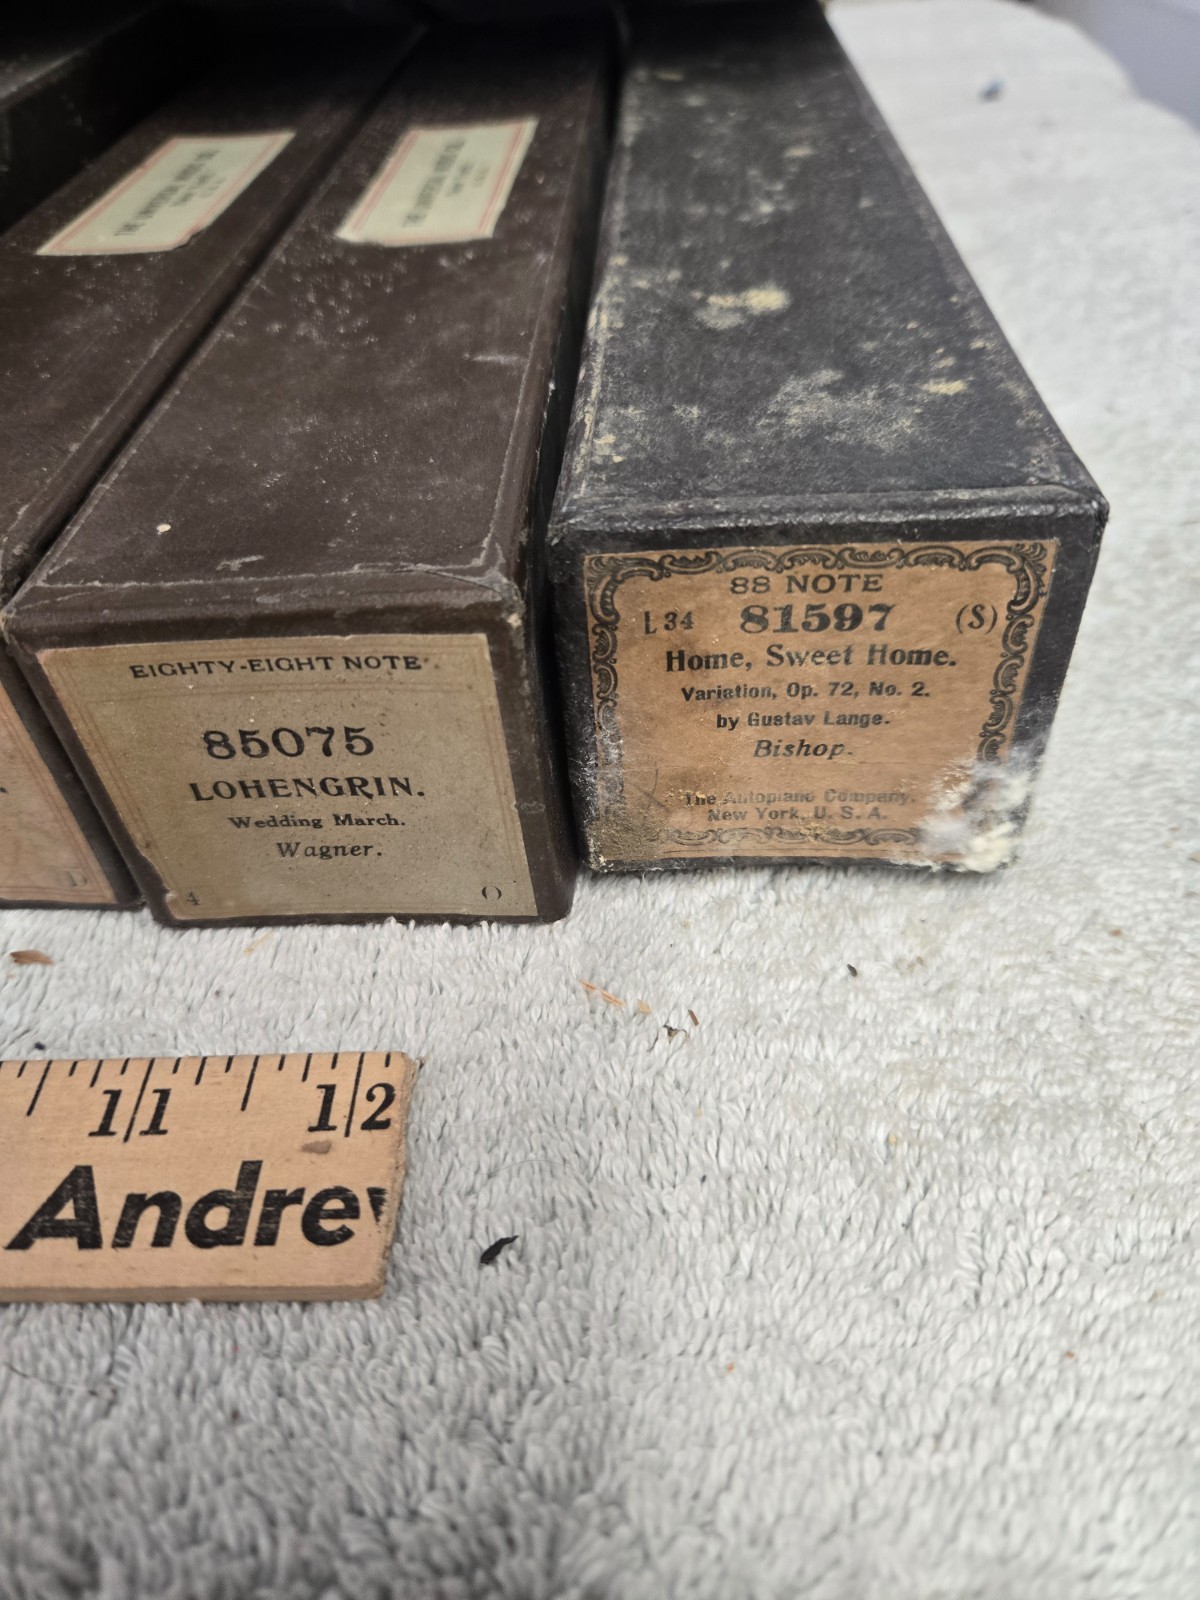 EIGHTY-EIGHT NOTE
85075
LOHENGRIN.
Wedding March.
Wagner.
4 O
88 NOTE
L 34 81597 (S)
Home, Sweet Home.
Variation, Op. 72, No. 2.
by Gustav Lange.
Bishop.
The Autopiano Company.
New York, U. S. A.
D
11 12
Andre